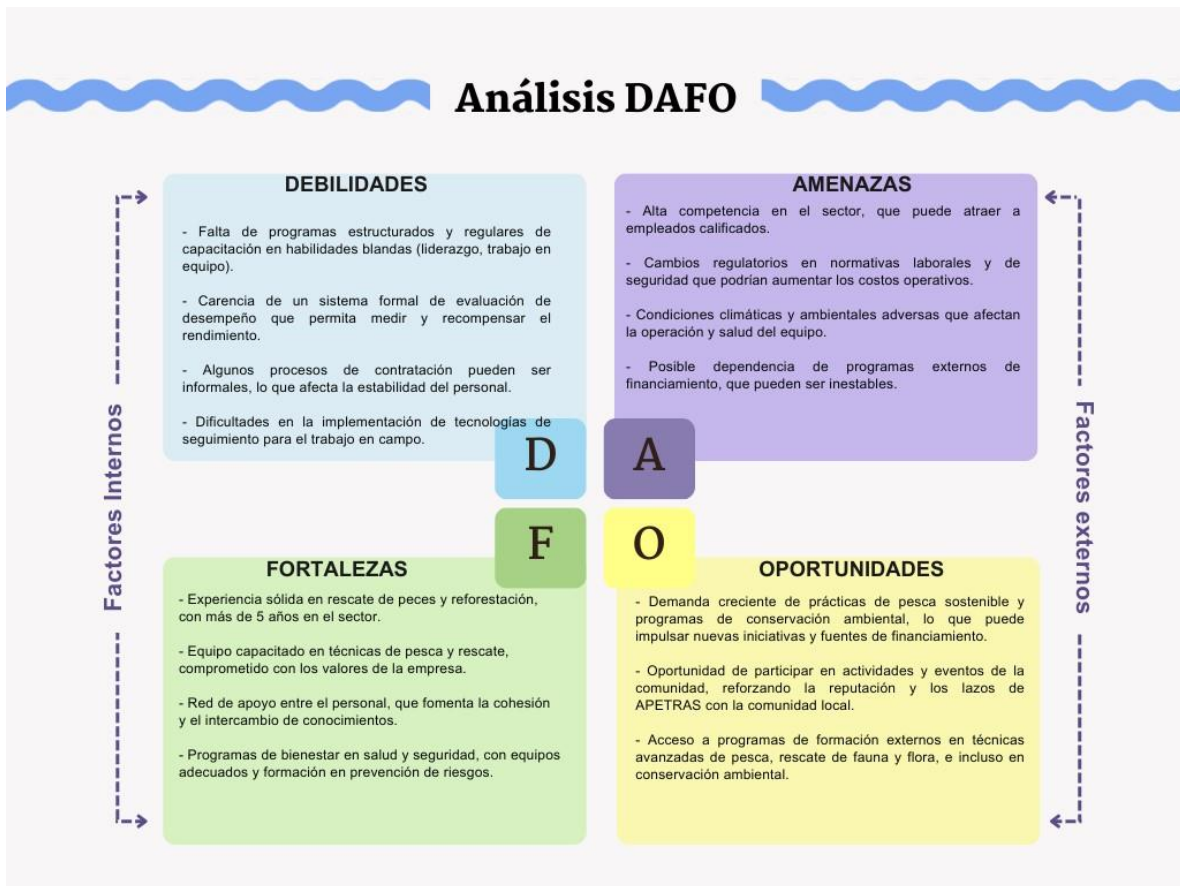 Análisis DAFO
DEBILIDADES
- Falta de programas estructurados y regulares de
capacitación en habilidades blandas (liderazgo, trabajo en
equipo).
- Carencia de un sistema formal de evaluación de
desempeño que permita medir y recompensar el
rendimiento.
- Algunos procesos de contratación pueden ser
informales, lo que afecta la estabilidad del personal.
- Dificultades en la implementación de tecnologías de
seguimiento para el trabajo en campo.
AMENAZAS
- Alta competencia en el sector, que puede atraer a
empleados calificados.
- Cambios regulatorios en normativas laborales y de
seguridad que podrían aumentar los costos operativos.
- Condiciones climáticas y ambientales adversas que afectan
la operación y salud del equipo.
- Posible dependencia de programas externos de
financiamiento, que pueden ser inestables.
D
A
F
O
Factores Internos
Factores externos
FORTALEZAS
- Experiencia sólida en rescate de peces y reforestación,
con más de 5 años en el sector.
- Equipo capacitado en técnicas de pesca y rescate,
comprometido con los valores de la empresa.
- Red de apoyo entre el personal, que fomenta la cohesión
y el intercambio de conocimientos.
- Programas de bienestar en salud y seguridad, con equipos
adecuados y formación en prevención de riesgos.
OPORTUNIDADES
- Demanda creciente de prácticas de pesca sostenible y
programas de conservación ambiental, lo que puede
impulsar nuevas iniciativas y fuentes de financiamiento.
- Oportunidad de participar en actividades y eventos de la
comunidad, reforzando la reputación y los lazos de
APETRAS con la comunidad local.
- Acceso a programas de formación externos en técnicas
avanzadas de pesca, rescate de fauna y flora, e incluso en
conservación ambiental.